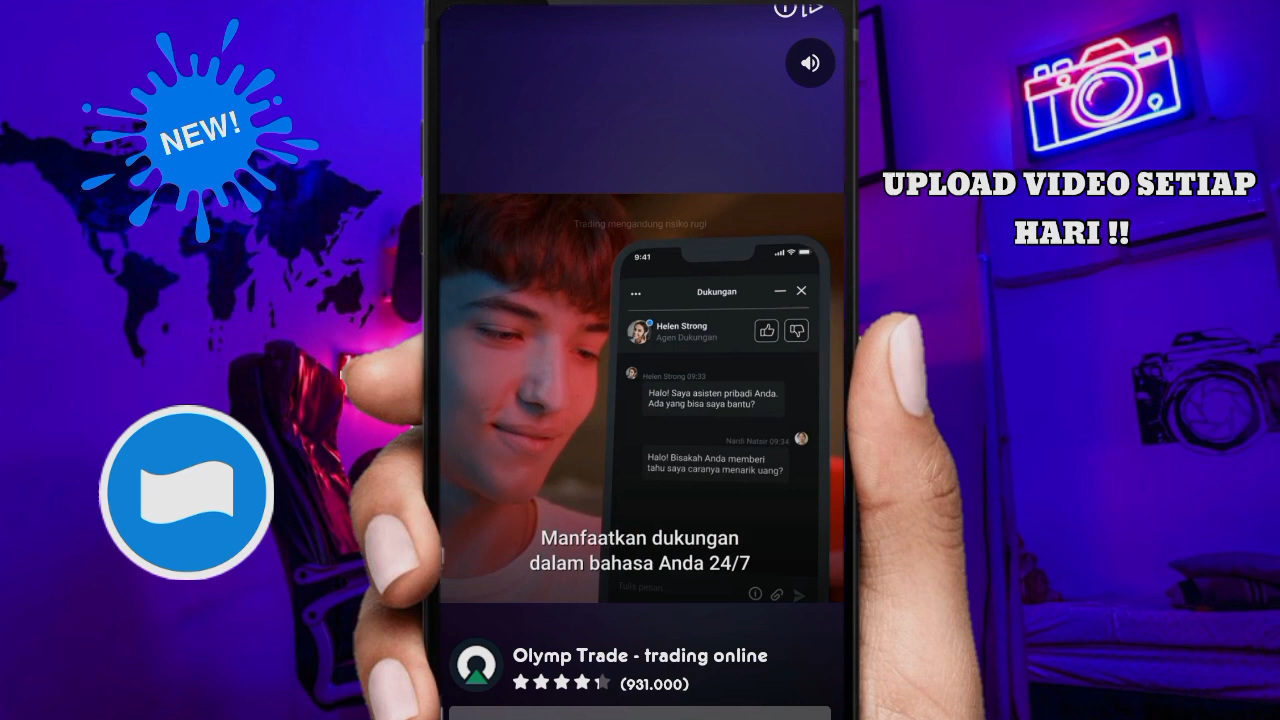 NEW!
UPLOAD VIDEO SETIAP
HARI !!
Trading mengandung risiko rugi
9:41
Dukungan
Helen Strong
Agen Dukungan
Helen Strong 09:33
Halo! Saya asisten pribadi Anda.
Ada yang bisa saya bantu?
Nardi Natsir 09:34
Halo! Bisakah Anda memberi
tahu saya caranya menarik uang?
Manfaatkan dukungan
dalam bahasa Anda 24/7
Tulis pesan...
Olymp Trade - trading online
(931.000)